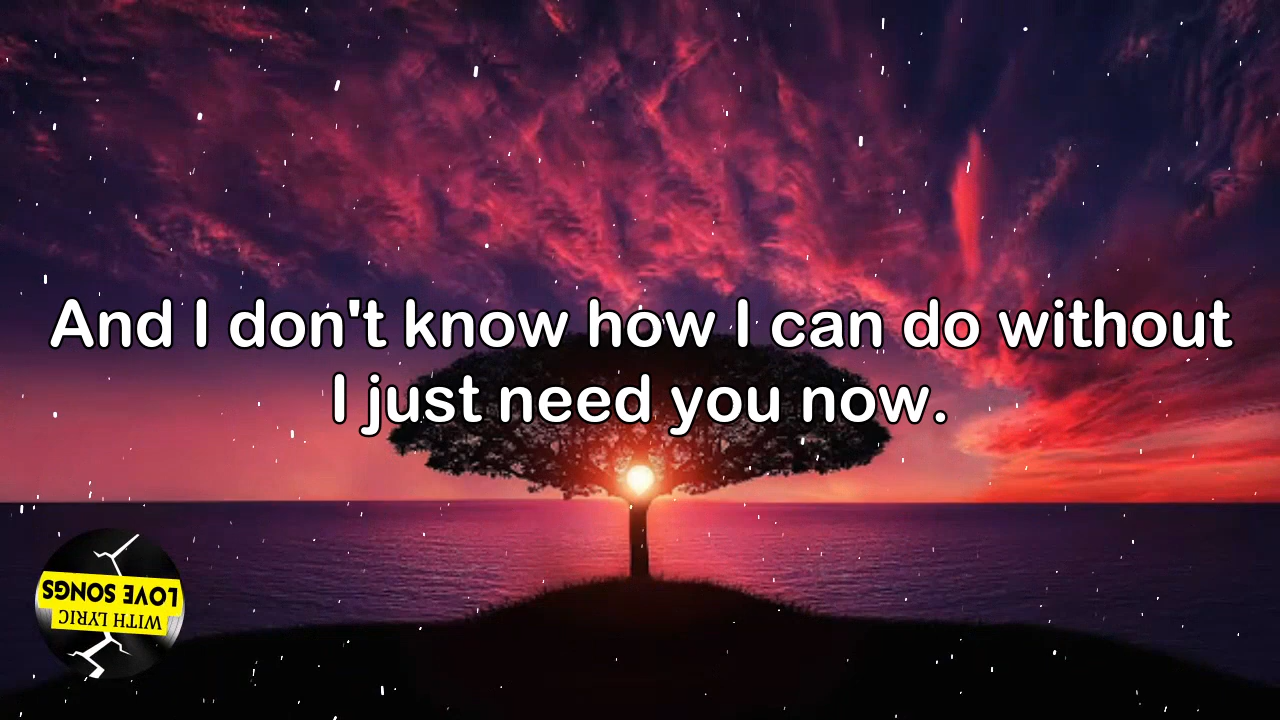 And I don't know how I can do without
I just need you now.
LOVE SONGS
WITH LYRIC